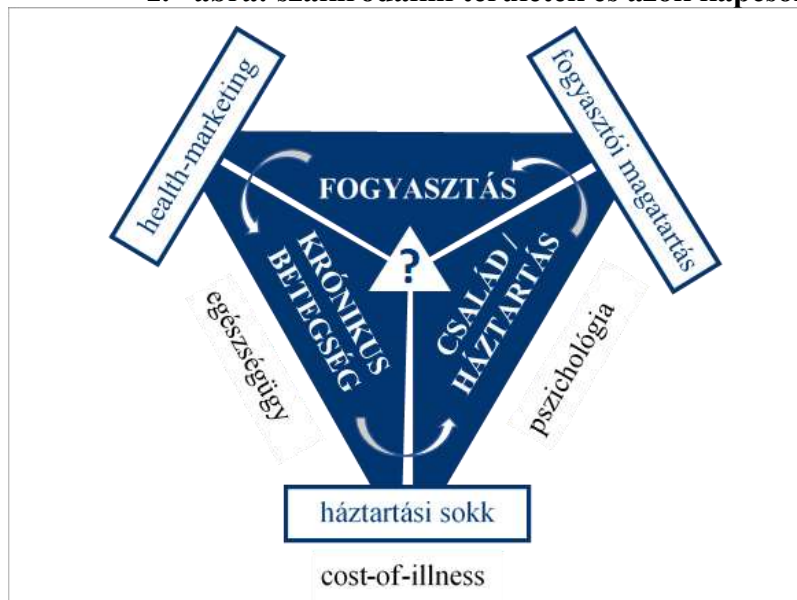 health-marketing
fogyasztói magatartás
FOGYASZTÁS
KRÓNIKUS
BETEGSÉG
?
CSALÁD /
HÁZTARTÁS
egészségügy
pszichológia
háztartási sokk
cost-of-illness